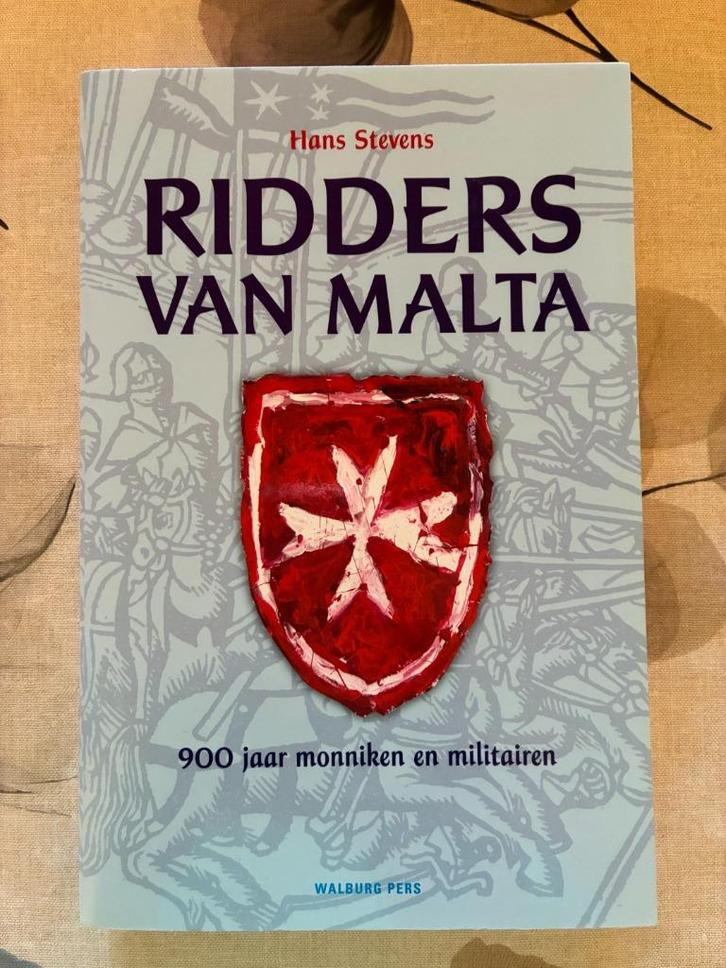 Hans Stevens
RIDDERS
VAN MALTA
900 jaar monniken en militairen
WALBURG PERS